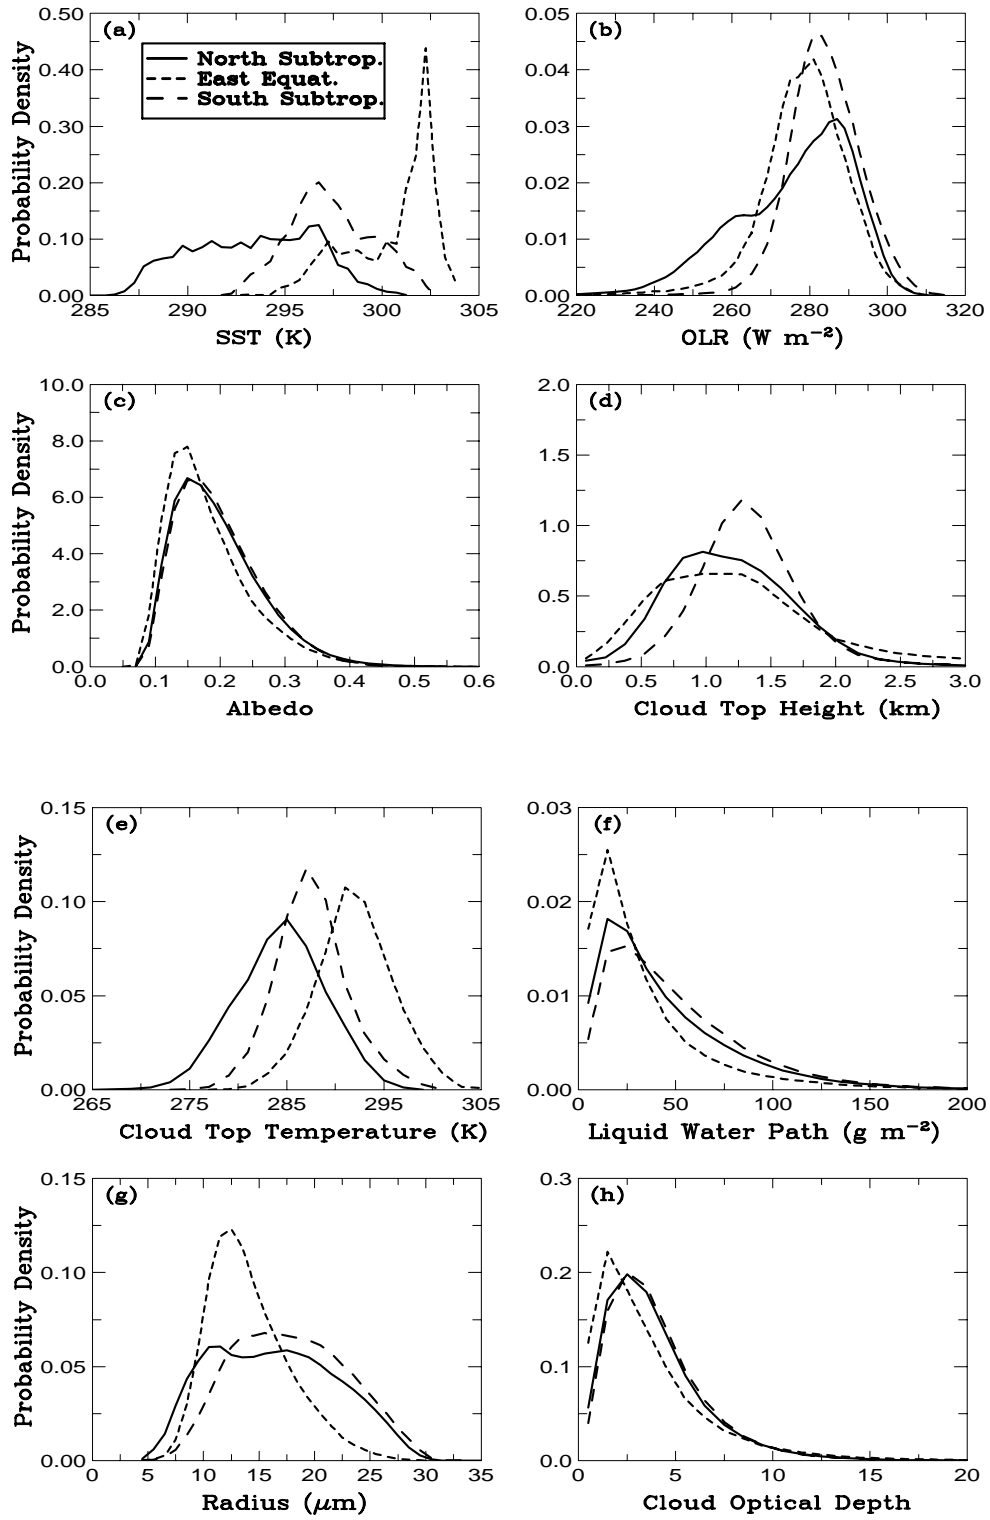 (a)
North Subtrop.
East Equat.
South Subtrop.
Probability Density
0.50
0.40
0.30
0.20
0.10
0.00
285 290 295 300 305
SST (K)
(b)
0.05
0.04
0.03
0.02
0.01
0.00
220 240 260 280 300 320
OLR (W m⁻²)
(c)
Probability Density
10.0
8.0
6.0
4.0
2.0
0.0
0.0 0.1 0.2 0.3 0.4 0.5 0.6
Albedo
(d)
2.0
1.5
1.0
0.5
0.0
0.0 0.5 1.0 1.5 2.0 2.5 3.0
Cloud Top Height (km)
(e)
Probability Density
0.15
0.10
0.05
0.00
265 275 285 295 305
Cloud Top Temperature (K)
(f)
0.03
0.02
0.01
0.00
0 50 100 150 200
Liquid Water Path (g m⁻²)
(g)
Probability Density
0.15
0.10
0.05
0.00
0 5 10 15 20 25 30 35
Radius (μm)
(h)
0.3
0.2
0.1
0.0
0 5 10 15 20
Cloud Optical Depth